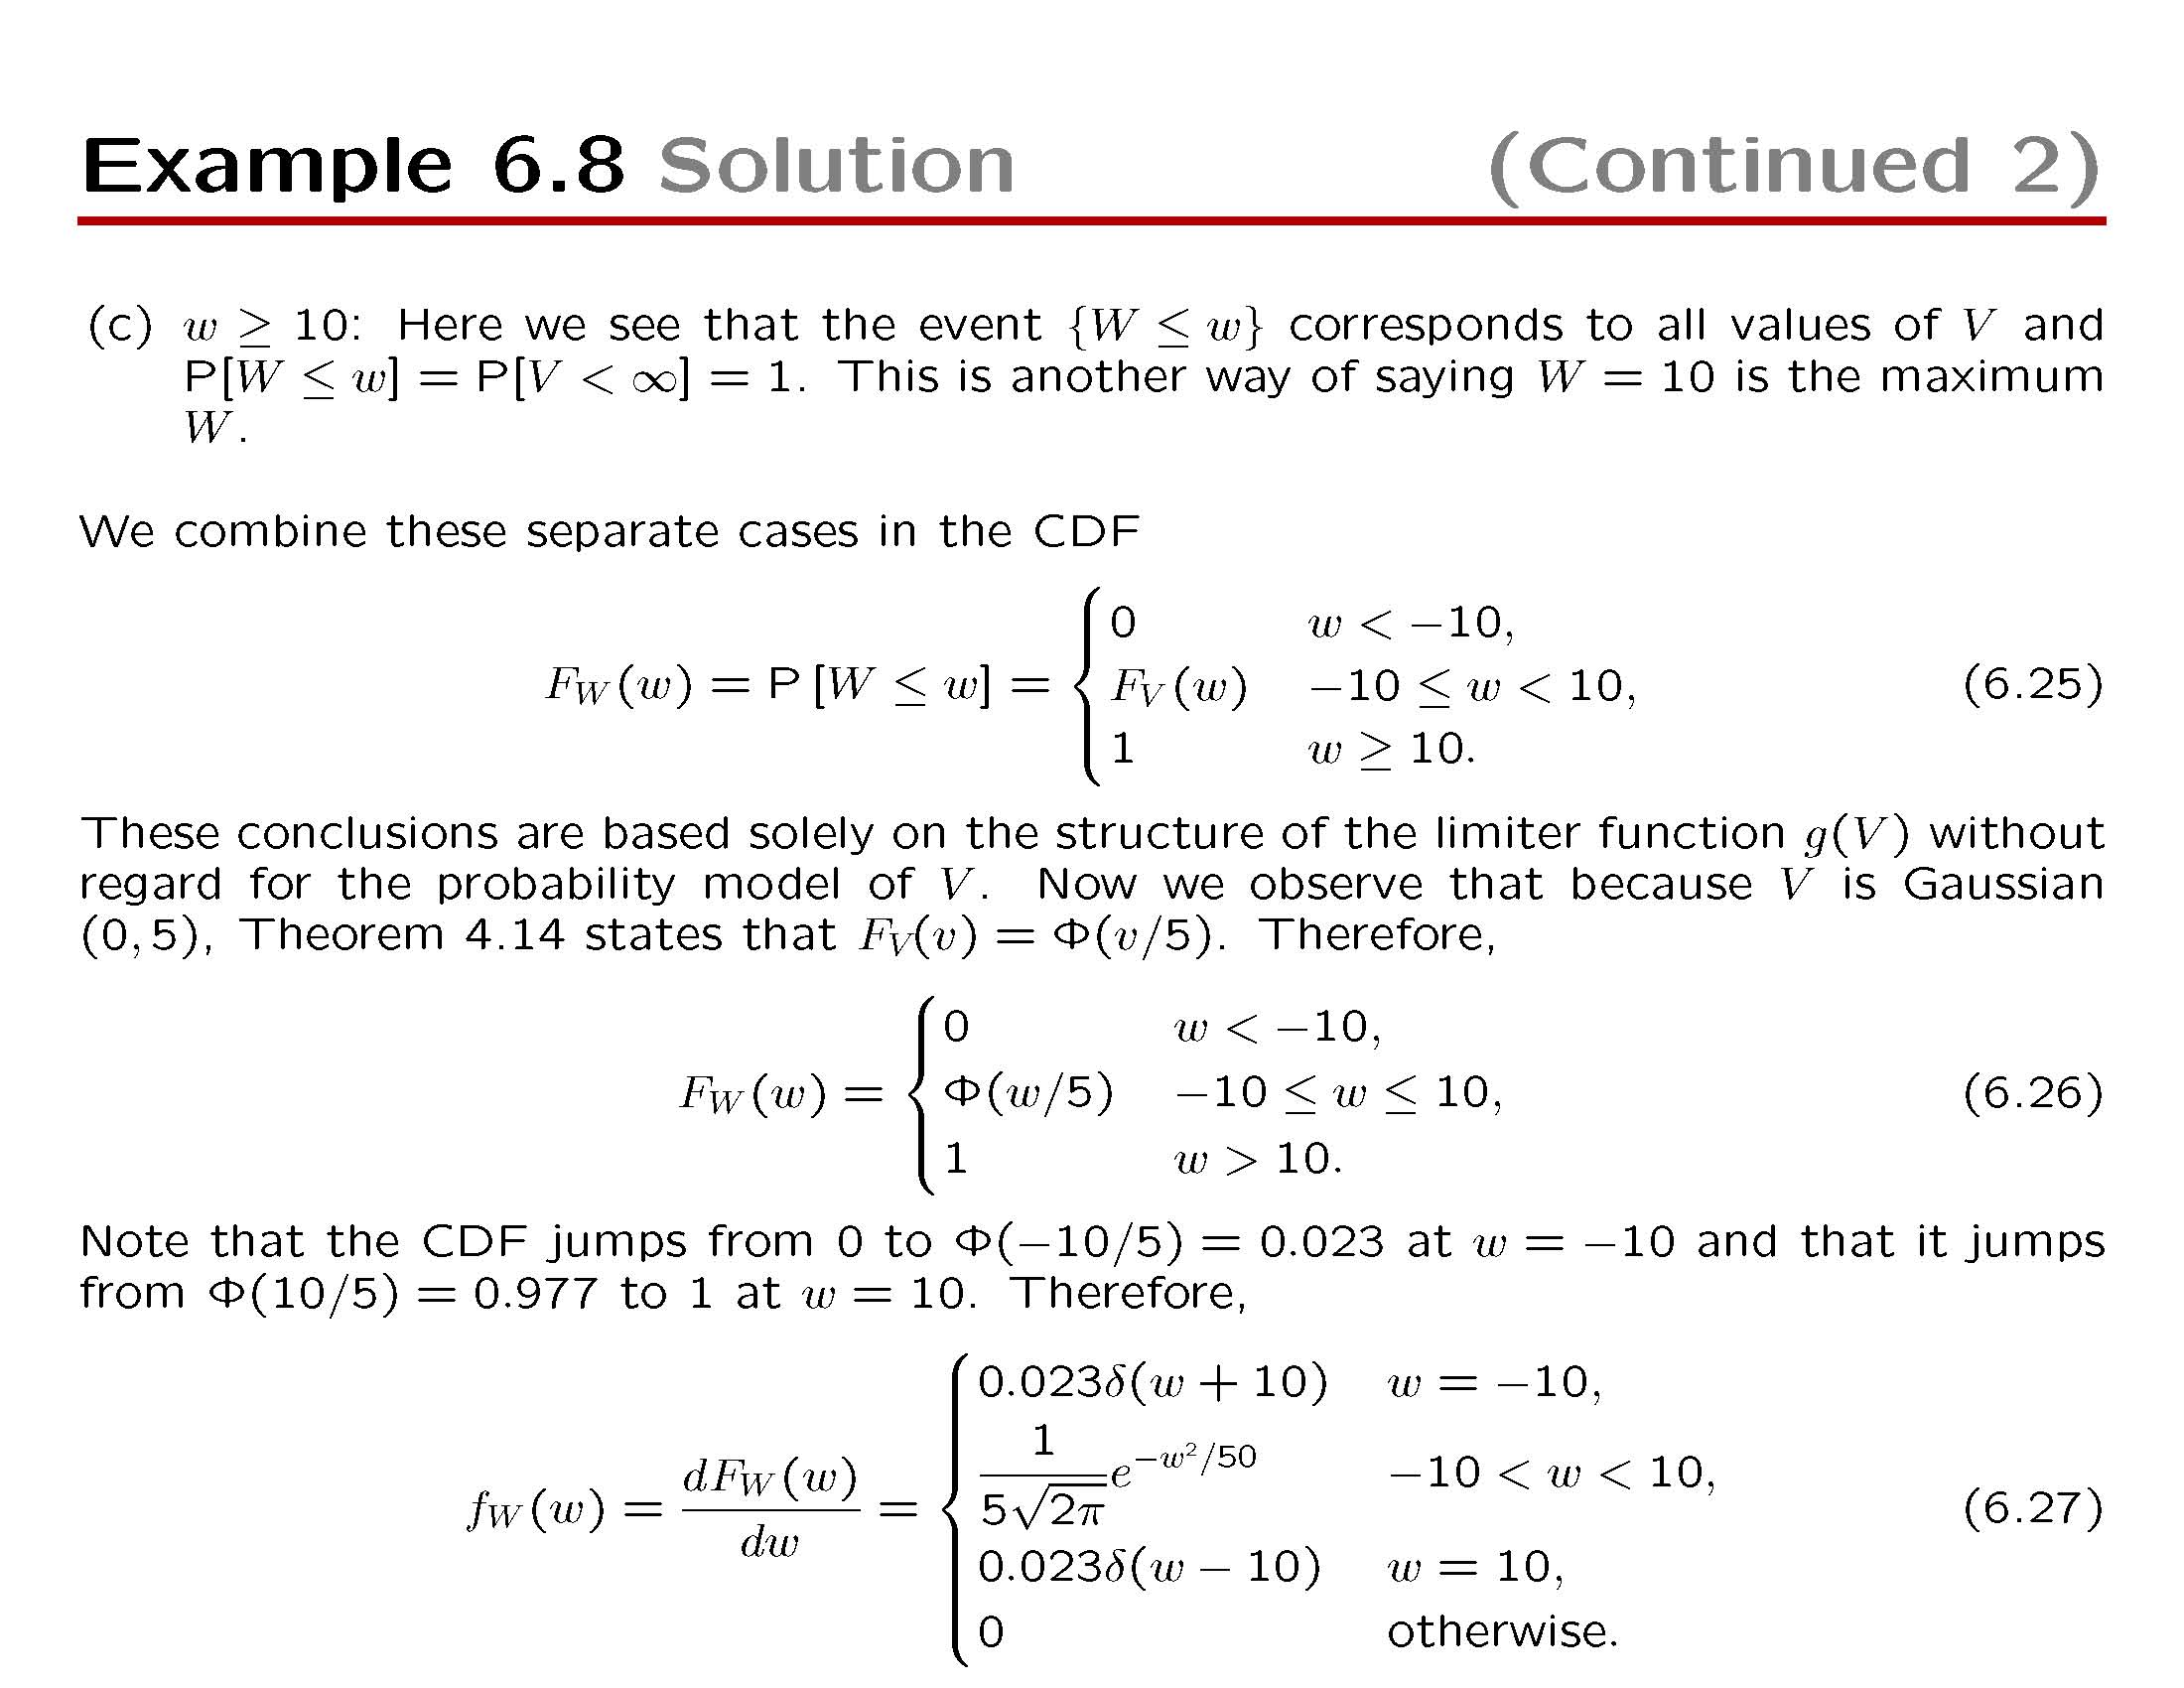 Example 6.8 Solution (Continued 2)
(c) w ≥ 10: Here we see that the event {W ≤ w} corresponds to all values of V and
P[W ≤ w] = P[V < ∞] = 1. This is another way of saying W = 10 is the maximum
W.
We combine these separate cases in the CDF
F_W(w) = P [W ≤ w] = { 0 w < −10,
F_V(w) −10 ≤ w < 10, (6.25)
1 w ≥ 10.
These conclusions are based solely on the structure of the limiter function g(V) without
regard for the probability model of V. Now we observe that because V is Gaussian
(0, 5), Theorem 4.14 states that F_V(v) = Φ(v/5). Therefore,
F_W(w) = { 0 w < −10,
Φ(w/5) −10 ≤ w ≤ 10, (6.26)
1 w > 10.
Note that the CDF jumps from 0 to Φ(−10/5) = 0.023 at w = −10 and that it jumps
from Φ(10/5) = 0.977 to 1 at w = 10. Therefore,
f_W(w) = dF_W(w)/dw = { 0.023δ(w + 10) w = −10,
1/(5√(2π)) e^(−w²/50) −10 < w < 10, (6.27)
0.023δ(w − 10) w = 10,
0 otherwise.